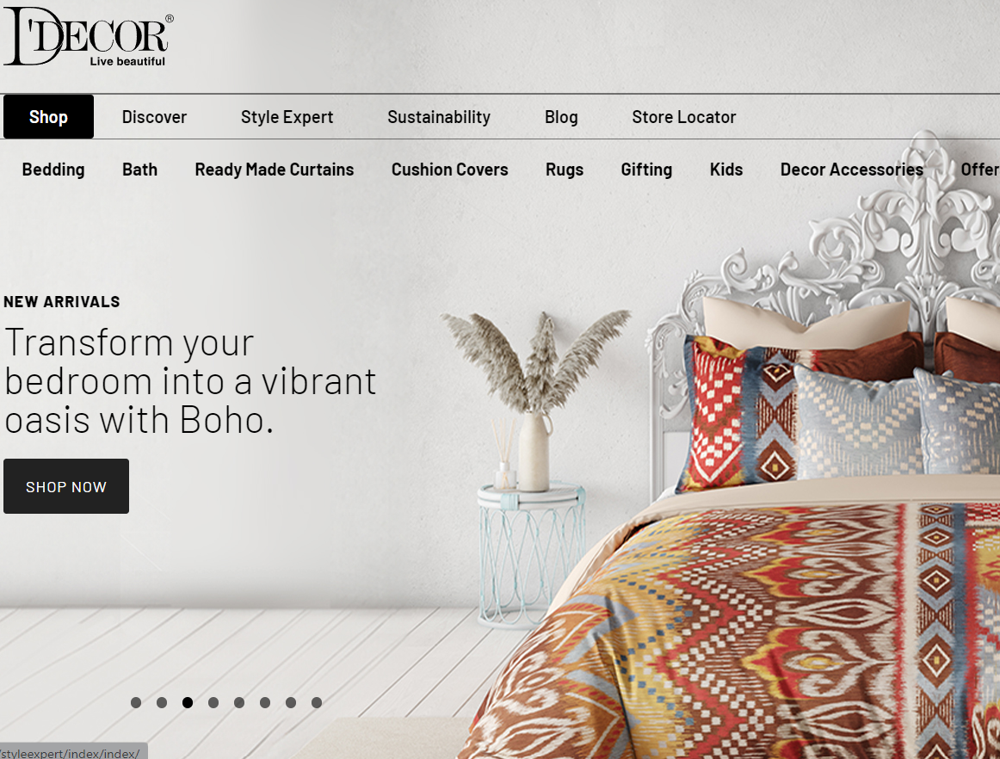 D'DECOR®
Live beautiful
Shop Discover Style Expert Sustainability Blog Store Locator
Bedding Bath Ready Made Curtains Cushion Covers Rugs Gifting Kids Decor Accessories Offer
NEW ARRIVALS
Transform your
bedroom into a vibrant
oasis with Boho.
SHOP NOW
/styleexpert/index/index/